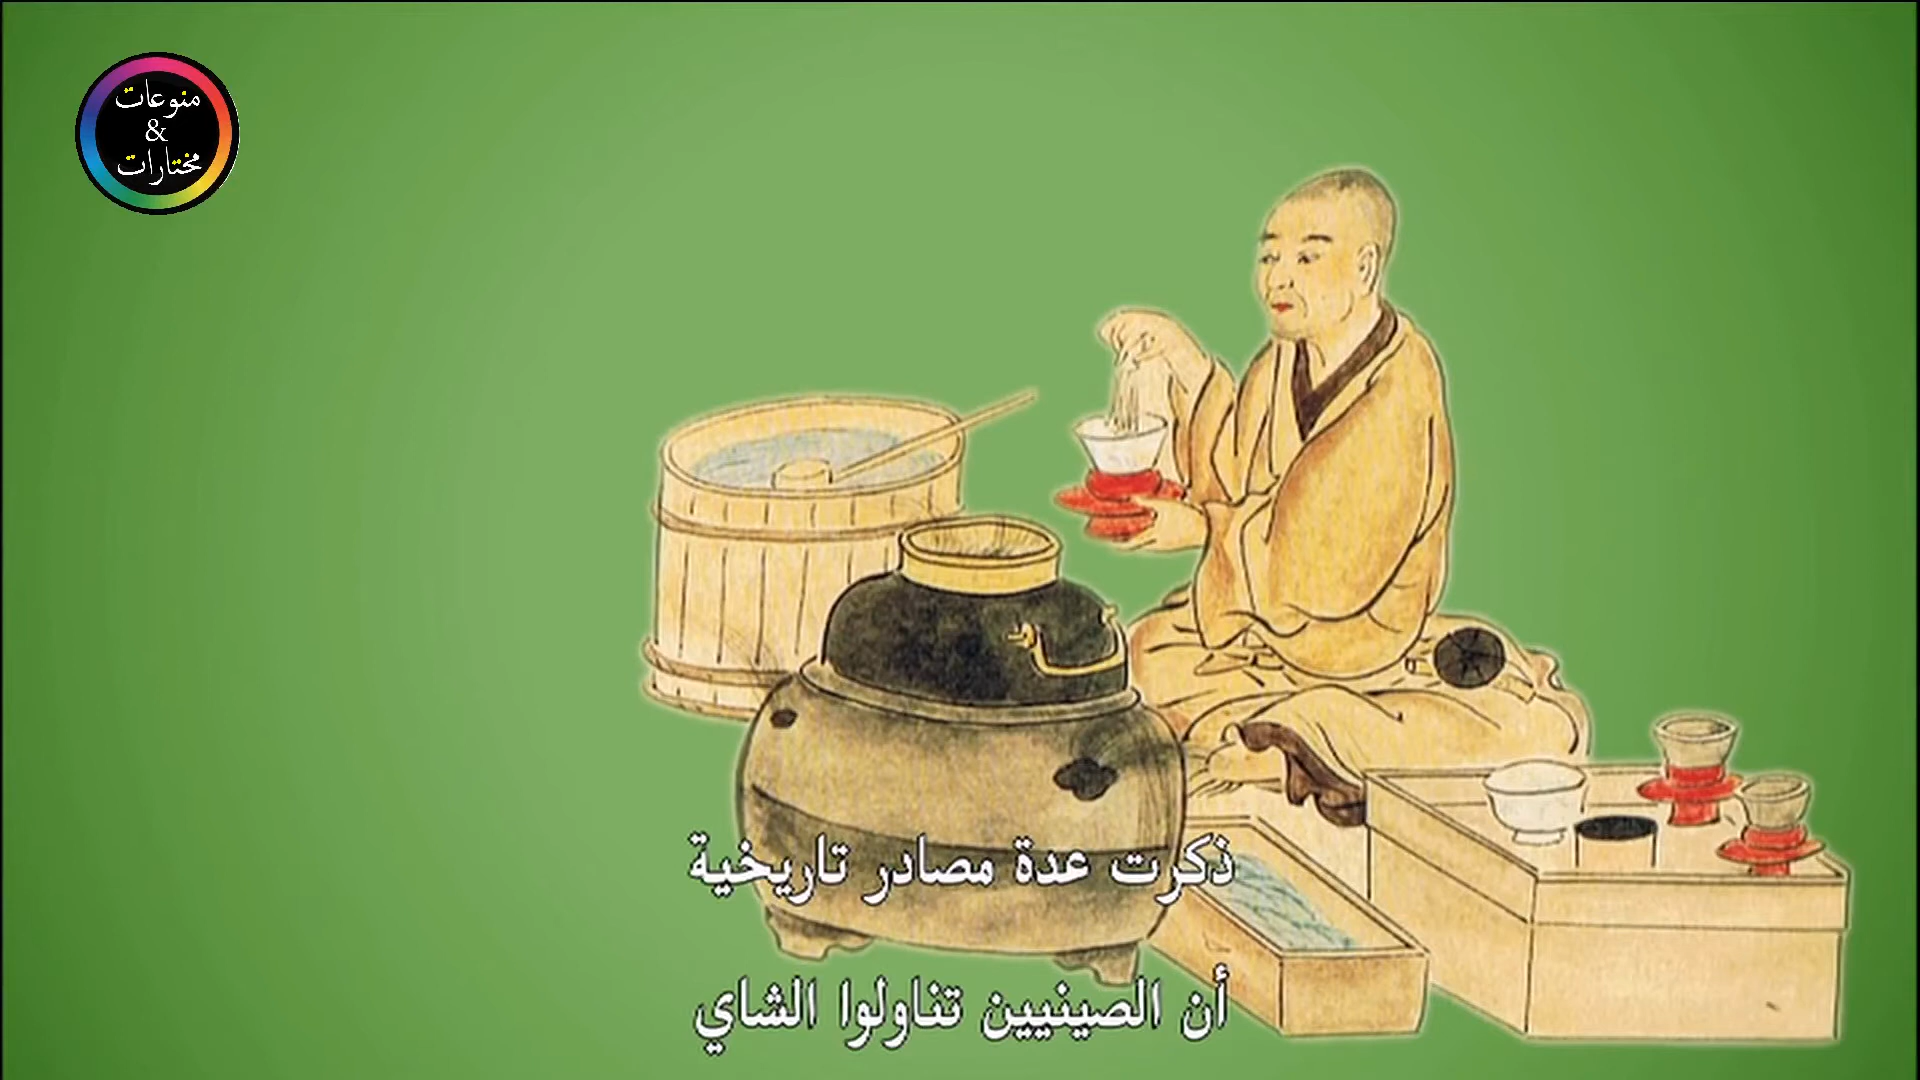 منوعات
&
مختارات
ذكرت عدة مصادر تاريخية
أن الصينيين تناولوا الشاي